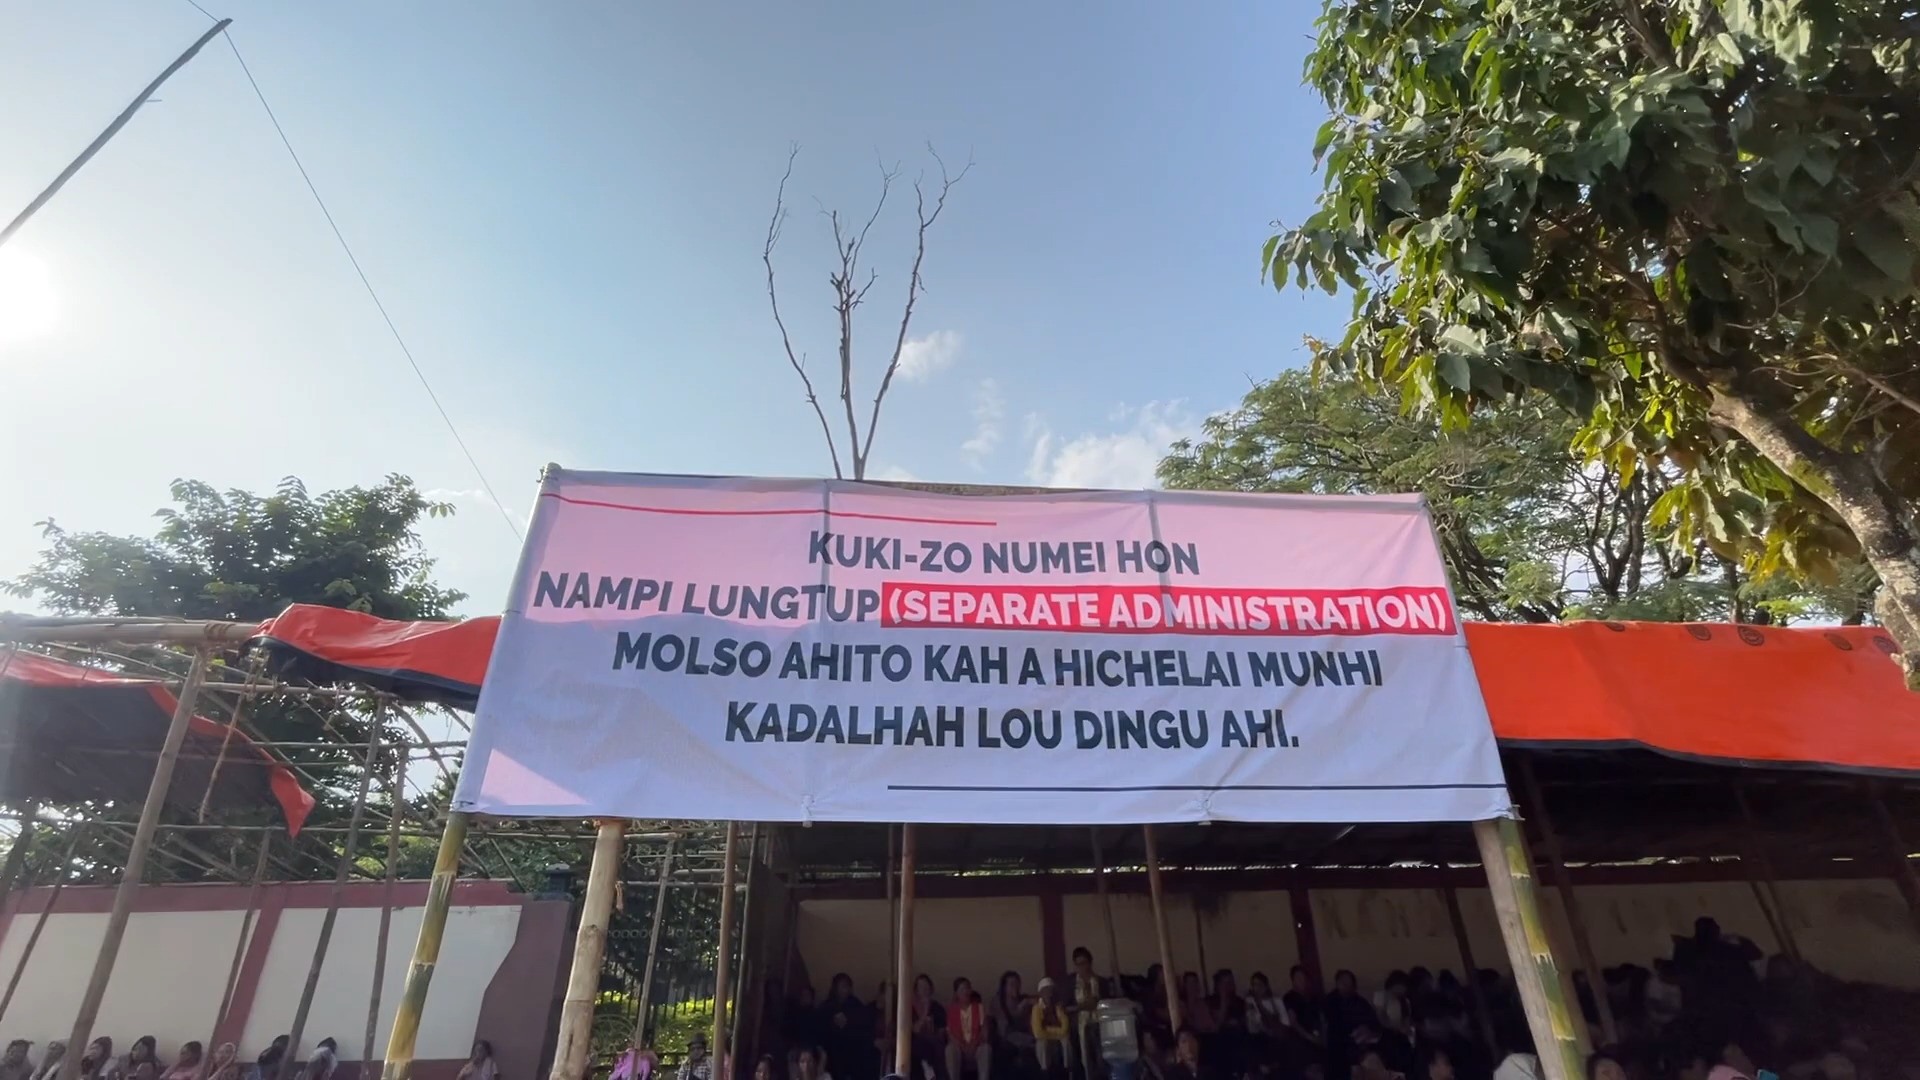 KUKI-ZO NUMEI HON
NAMPI LUNGTUP (SEPARATE ADMINISTRATION)
MOLSO AHITO KAH A HICHELAI MUNHI
KADALHAH LOU DINGU AHI.